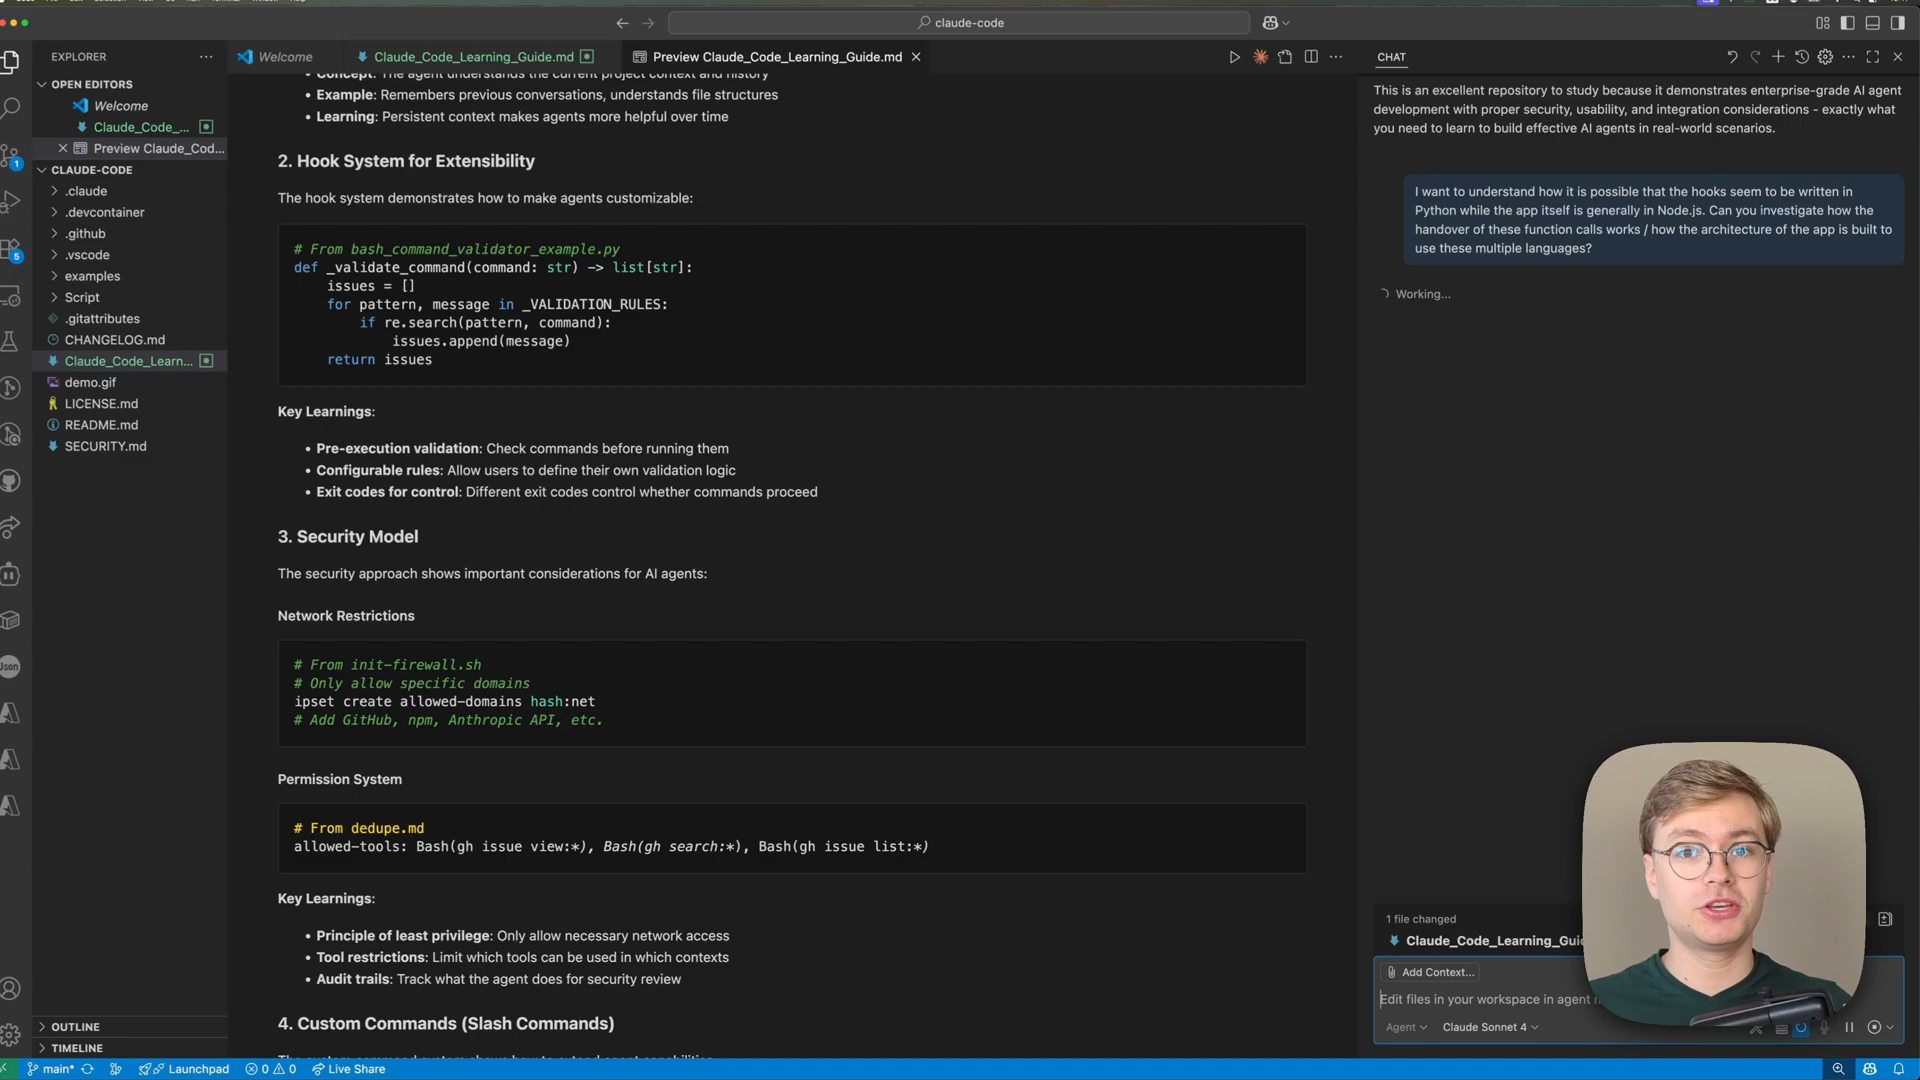 claude-code
EXPLORER
OPEN EDITORS
Welcome
Claude_Code_...
Preview Claude_Cod...
CLAUDE-CODE
.claude
.devcontainer
.github
.vscode
examples
Script
.gitattributes
CHANGELOG.md
Claude_Code_Learn...
demo.gif
LICENSE.md
README.md
SECURITY.md
OUTLINE
TIMELINE
1
5
Json
Welcome
Claude_Code_Learning_Guide.md
Preview Claude_Code_Learning_Guide.md
• Concept: The agent understands the current project context and history
• Example: Remembers previous conversations, understands file structures
• Learning: Persistent context makes agents more helpful over time
2. Hook System for Extensibility
The hook system demonstrates how to make agents customizable:
# From bash_command_validator_example.py
def _validate_command(command: str) -> list[str]:
issues = []
for pattern, message in _VALIDATION_RULES:
if re.search(pattern, command):
issues.append(message)
return issues
Key Learnings:
• Pre-execution validation: Check commands before running them
• Configurable rules: Allow users to define their own validation logic
• Exit codes for control: Different exit codes control whether commands proceed
3. Security Model
The security approach shows important considerations for AI agents:
Network Restrictions
# From init-firewall.sh
# Only allow specific domains
ipset create allowed-domains hash:net
# Add GitHub, npm, Anthropic API, etc.
Permission System
# From dedupe.md
allowed-tools: Bash(gh issue view:*), Bash(gh search:*), Bash(gh issue list:*)
Key Learnings:
• Principle of least privilege: Only allow necessary network access
• Tool restrictions: Limit which tools can be used in which contexts
• Audit trails: Track what the agent does for security review
4. Custom Commands (Slash Commands)
CHAT
This is an excellent repository to study because it demonstrates enterprise-grade AI agent
development with proper security, usability, and integration considerations - exactly what
you need to learn to build effective AI agents in real-world scenarios.
I want to understand how it is possible that the hooks seem to be written in
Python while the app itself is generally in Node.js. Can you investigate how the
handover of these function calls works / how the architecture of the app is built to
use these multiple languages?
Working...
1 file changed
Claude_Code_Learning_Gui
Add Context...
Edit files in your workspace in agent
Agent
Claude Sonnet 4
main*
Launchpad
0
0
Live Share